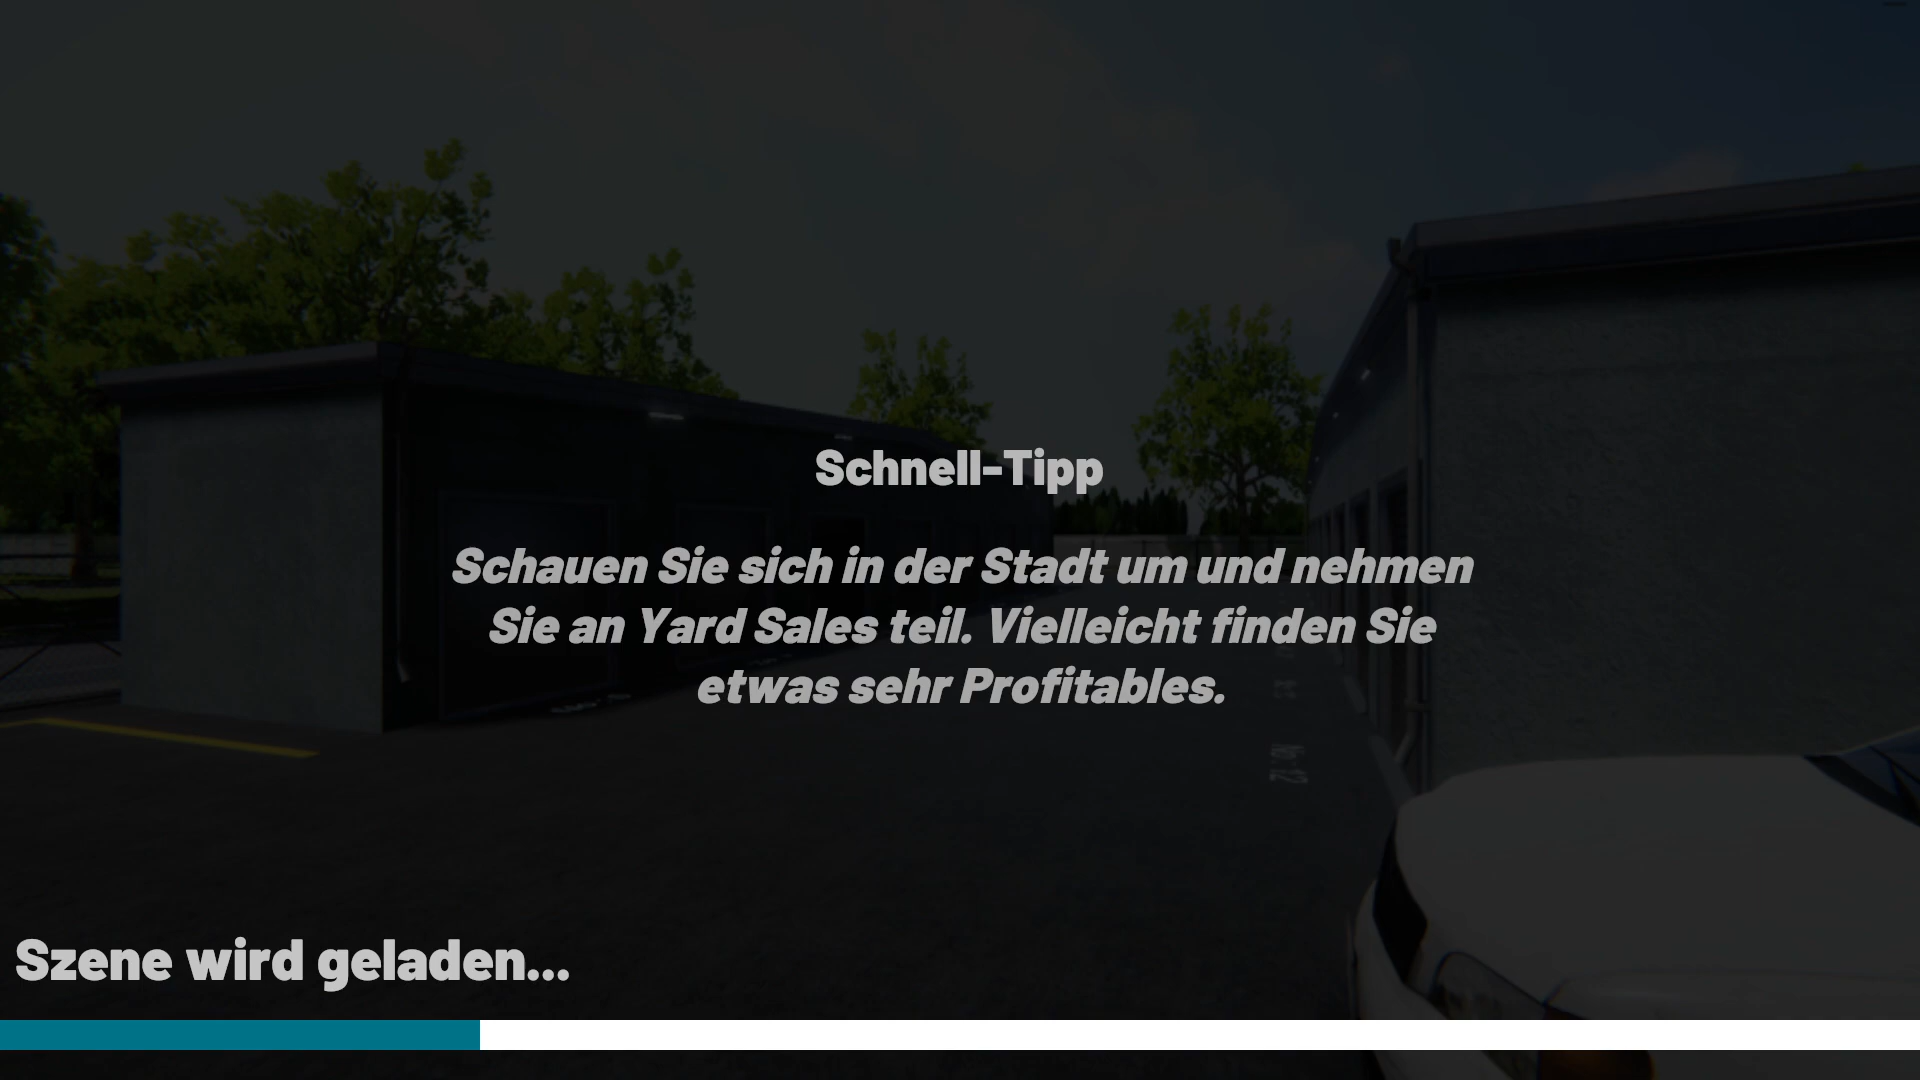 Schnell-Tipp
Schauen Sie sich in der Stadt um und nehmen
Sie an Yard Sales teil. Vielleicht finden Sie
etwas sehr Profitables.
Szene wird geladen...